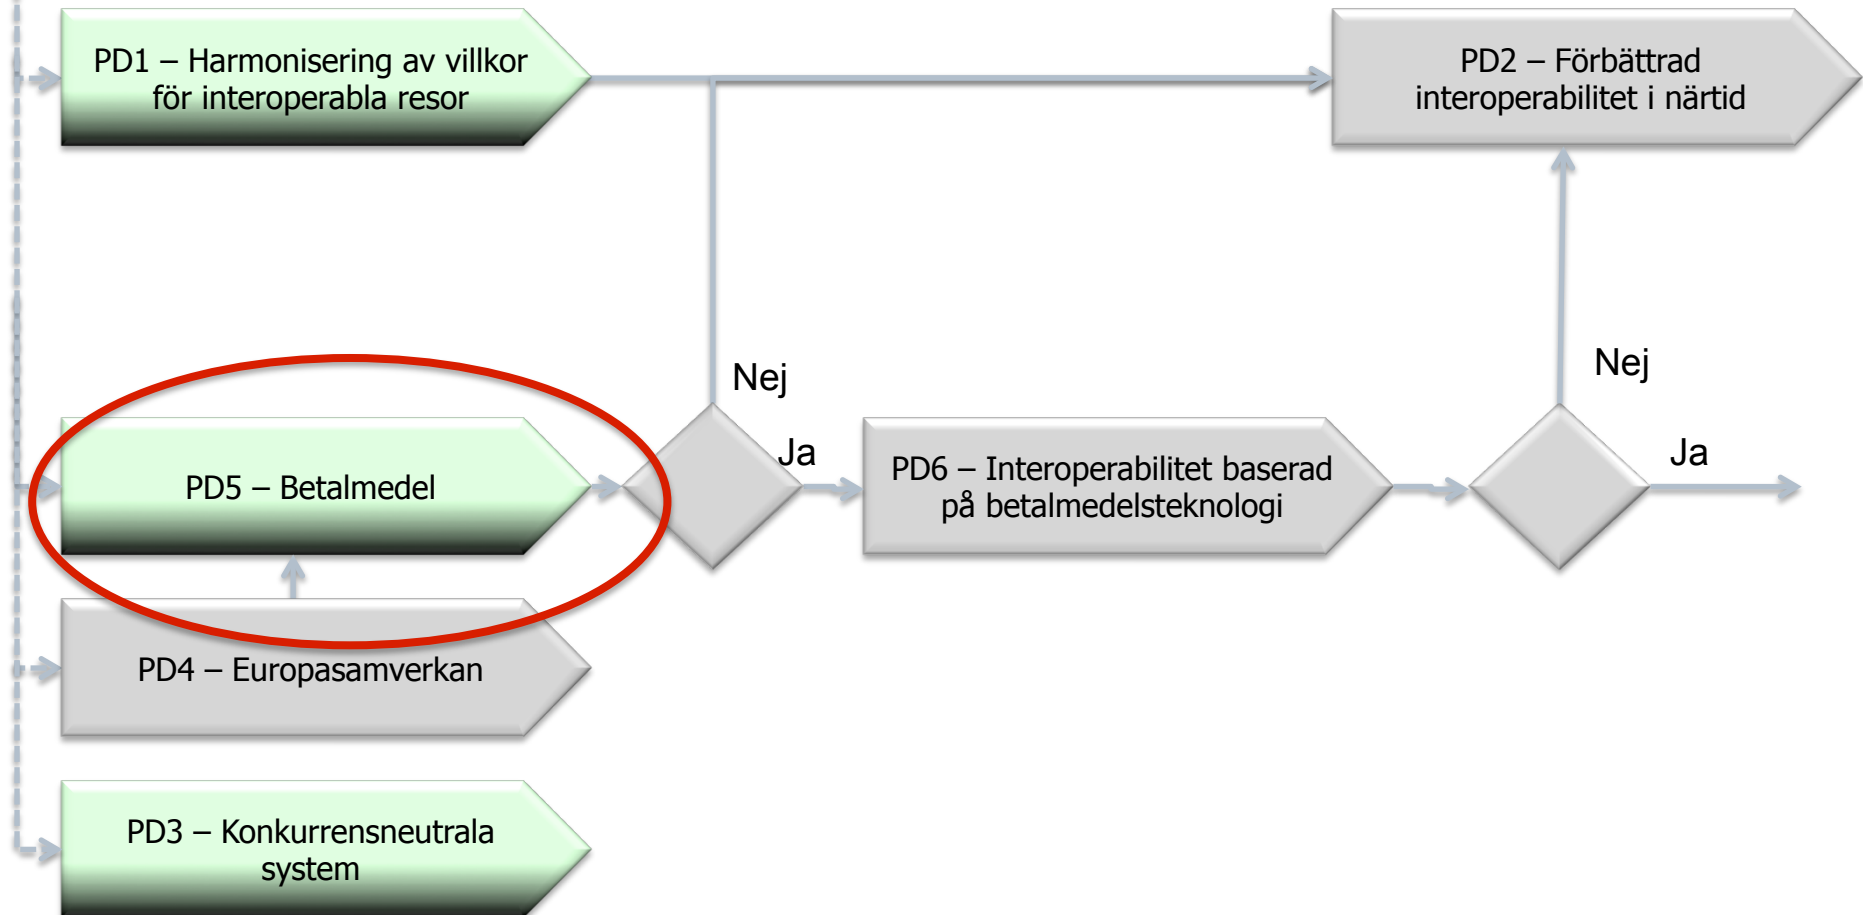 PD1 – Harmonisering av villkor
för interoperabla resor
PD2 – Förbättrad
interoperabilitet i närtid
Nej
Nej
PD5 – Betalmedel
Ja
PD6 – Interoperabilitet baserad
på betalmedelsteknologi
Ja
PD4 – Europasamverkan
PD3 – Konkurrensneutrala
system